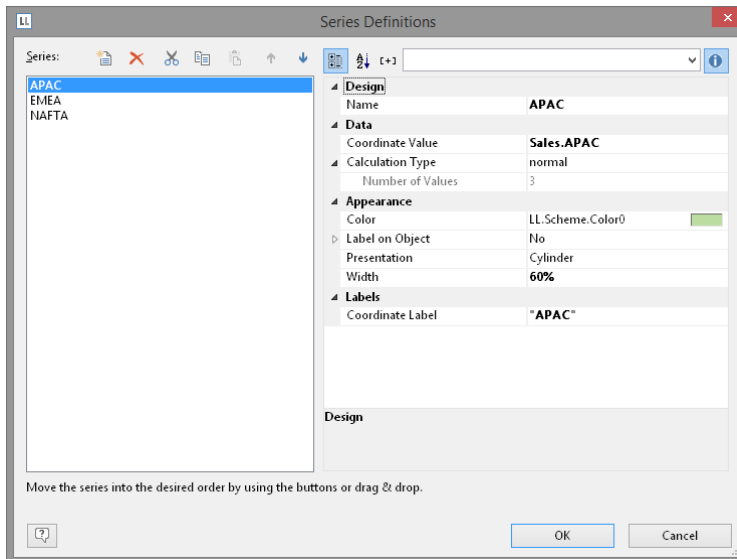 LL
Series Definitions
Series:
[+]
APAC
EMEA
NAFTA
Design
Name APAC
Data
Coordinate Value Sales.APAC
Calculation Type normal
Number of Values 3
Appearance
Color LL.Scheme.Color0
Label on Object No
Presentation Cylinder
Width 60%
Labels
Coordinate Label "APAC"
Design
Move the series into the desired order by using the buttons or drag & drop.
OK Cancel